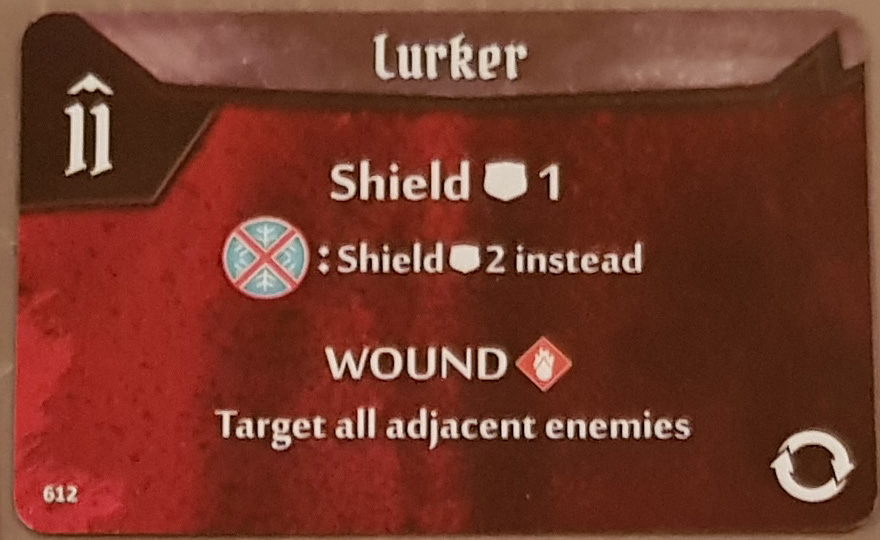 Lurker
11
Shield 1
: Shield 2 instead
WOUND
Target all adjacent enemies
612